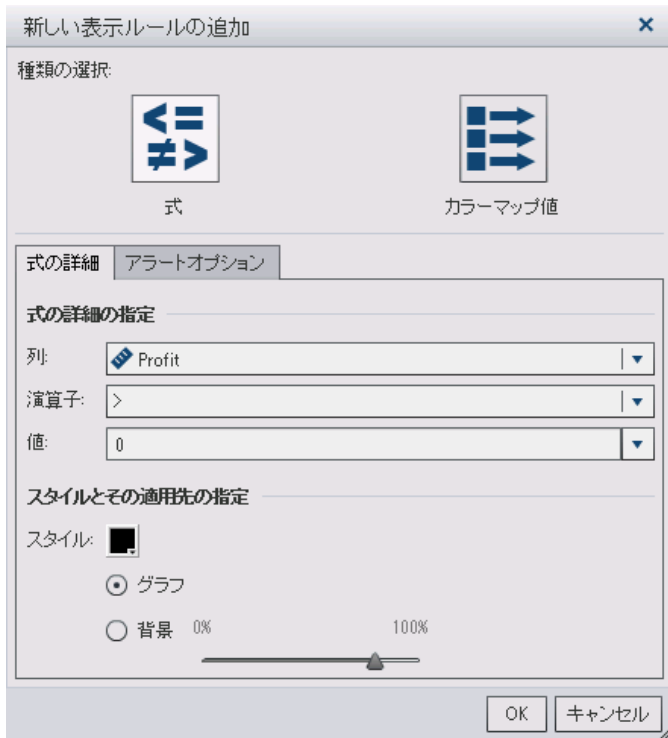 新しい表示ルールの追加
種類の選択:
式
カラーマップ値
式の詳細 アラートオプション
式の詳細の指定
列: Profit
演算子: >
値: 0
スタイルとその適用先の指定
スタイル:
グラフ
背景 0% 100%
OK キャンセル